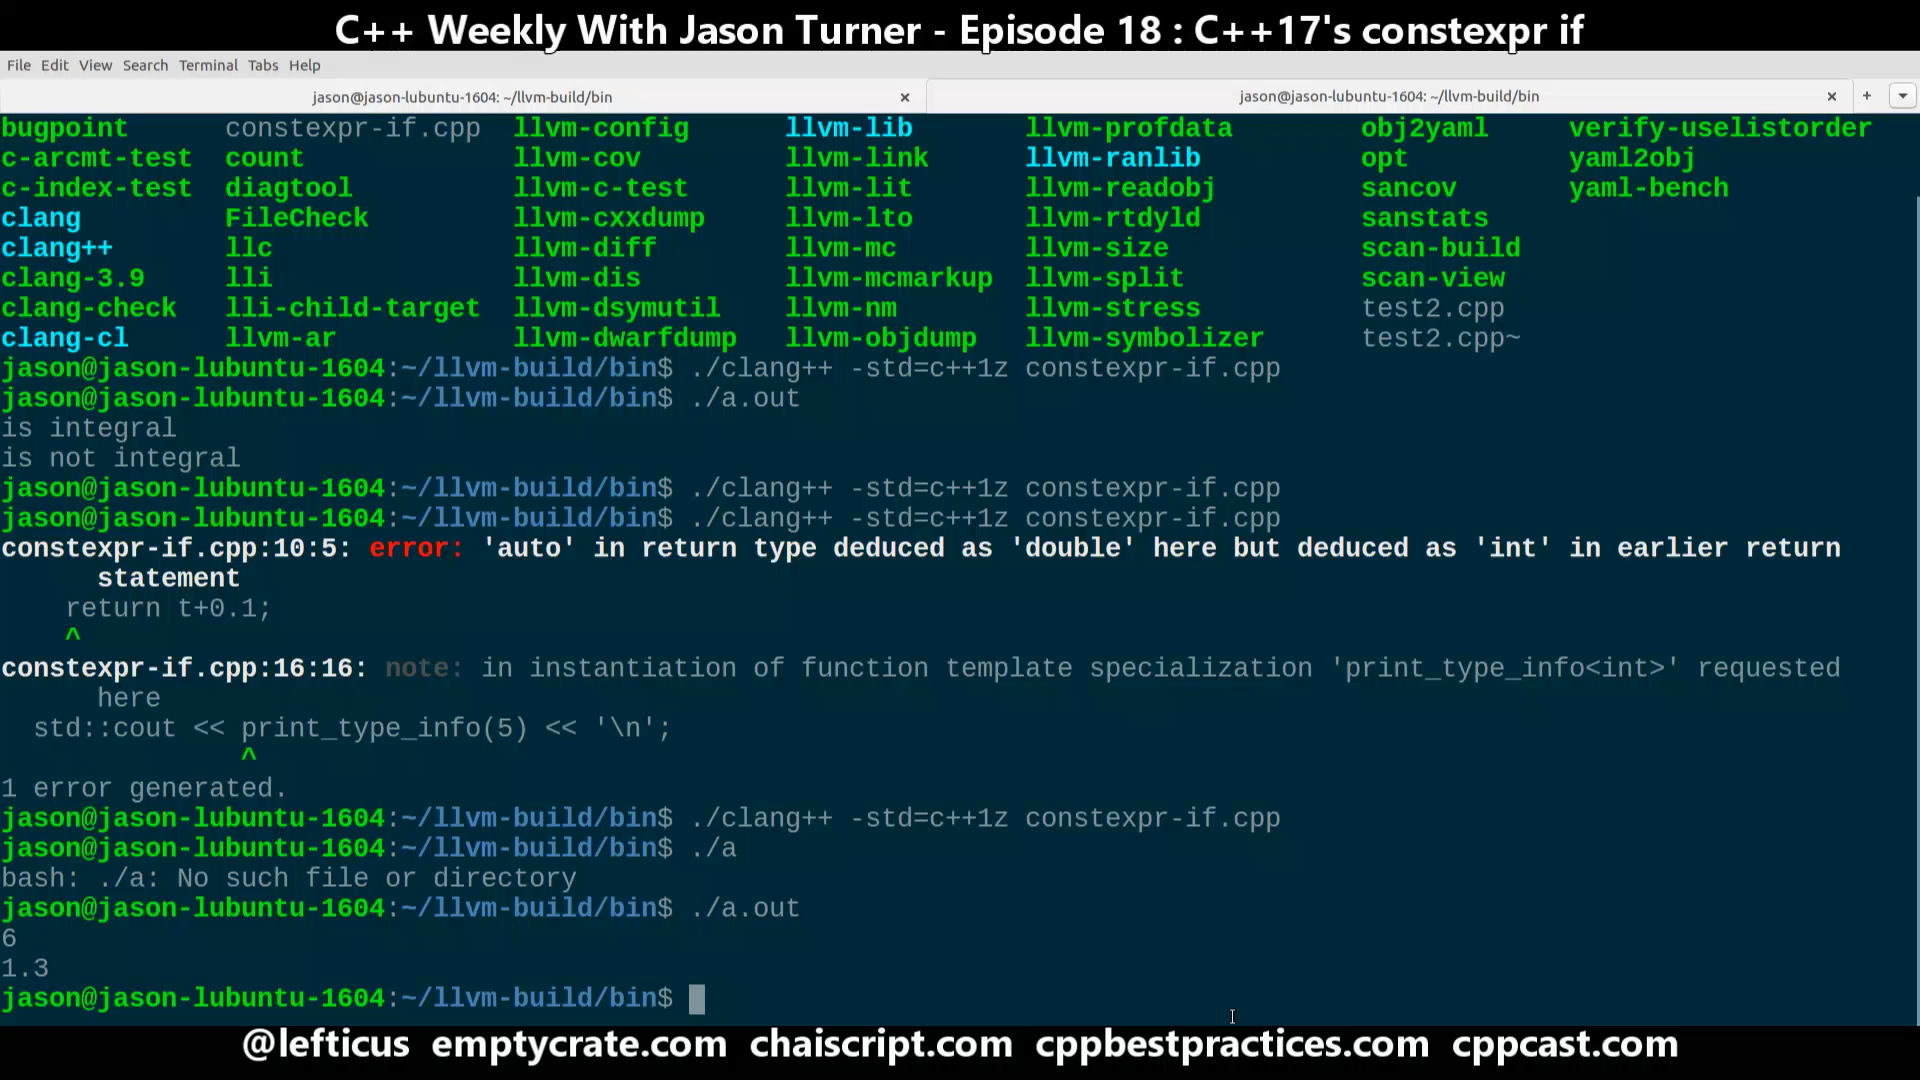 C++ Weekly With Jason Turner - Episode 18 : C++17's constexpr if
File Edit View Search Terminal Tabs Help
jason@jason-lubuntu-1604: ~/llvm-build/bin × jason@jason-lubuntu-1604: ~/llvm-build/bin × +
bugpoint constexpr-if.cpp llvm-config llvm-lib llvm-profdata obj2yaml verify-uselistorder
c-arcmt-test count llvm-cov llvm-link llvm-ranlib opt yaml2obj
c-index-test diagtool llvm-c-test llvm-lit llvm-readobj sancov yaml-bench
clang FileCheck llvm-cxxdump llvm-lto llvm-rtdyld sanstats
clang++ llc llvm-diff llvm-mc llvm-size scan-build
clang-3.9 lli llvm-dis llvm-mcmarkup llvm-split scan-view
clang-check lli-child-target llvm-dsymutil llvm-nm llvm-stress test2.cpp
clang-cl llvm-ar llvm-dwarfdump llvm-objdump llvm-symbolizer test2.cpp~
jason@jason-lubuntu-1604:~/llvm-build/bin$ ./clang++ -std=c++1z constexpr-if.cpp
jason@jason-lubuntu-1604:~/llvm-build/bin$ ./a.out
is integral
is not integral
jason@jason-lubuntu-1604:~/llvm-build/bin$ ./clang++ -std=c++1z constexpr-if.cpp
jason@jason-lubuntu-1604:~/llvm-build/bin$ ./clang++ -std=c++1z constexpr-if.cpp
constexpr-if.cpp:10:5: error: 'auto' in return type deduced as 'double' here but deduced as 'int' in earlier return
statement
return t+0.1;
^
constexpr-if.cpp:16:16: note: in instantiation of function template specialization 'print_type_info<int>' requested
here
std::cout << print_type_info(5) << '\n';
^
1 error generated.
jason@jason-lubuntu-1604:~/llvm-build/bin$ ./clang++ -std=c++1z constexpr-if.cpp
jason@jason-lubuntu-1604:~/llvm-build/bin$ ./a
bash: ./a: No such file or directory
jason@jason-lubuntu-1604:~/llvm-build/bin$ ./a.out
6
1.3
jason@jason-lubuntu-1604:~/llvm-build/bin$
@lefticus emptycrate.com chaiscript.com cppbestpractices.com cppcast.com